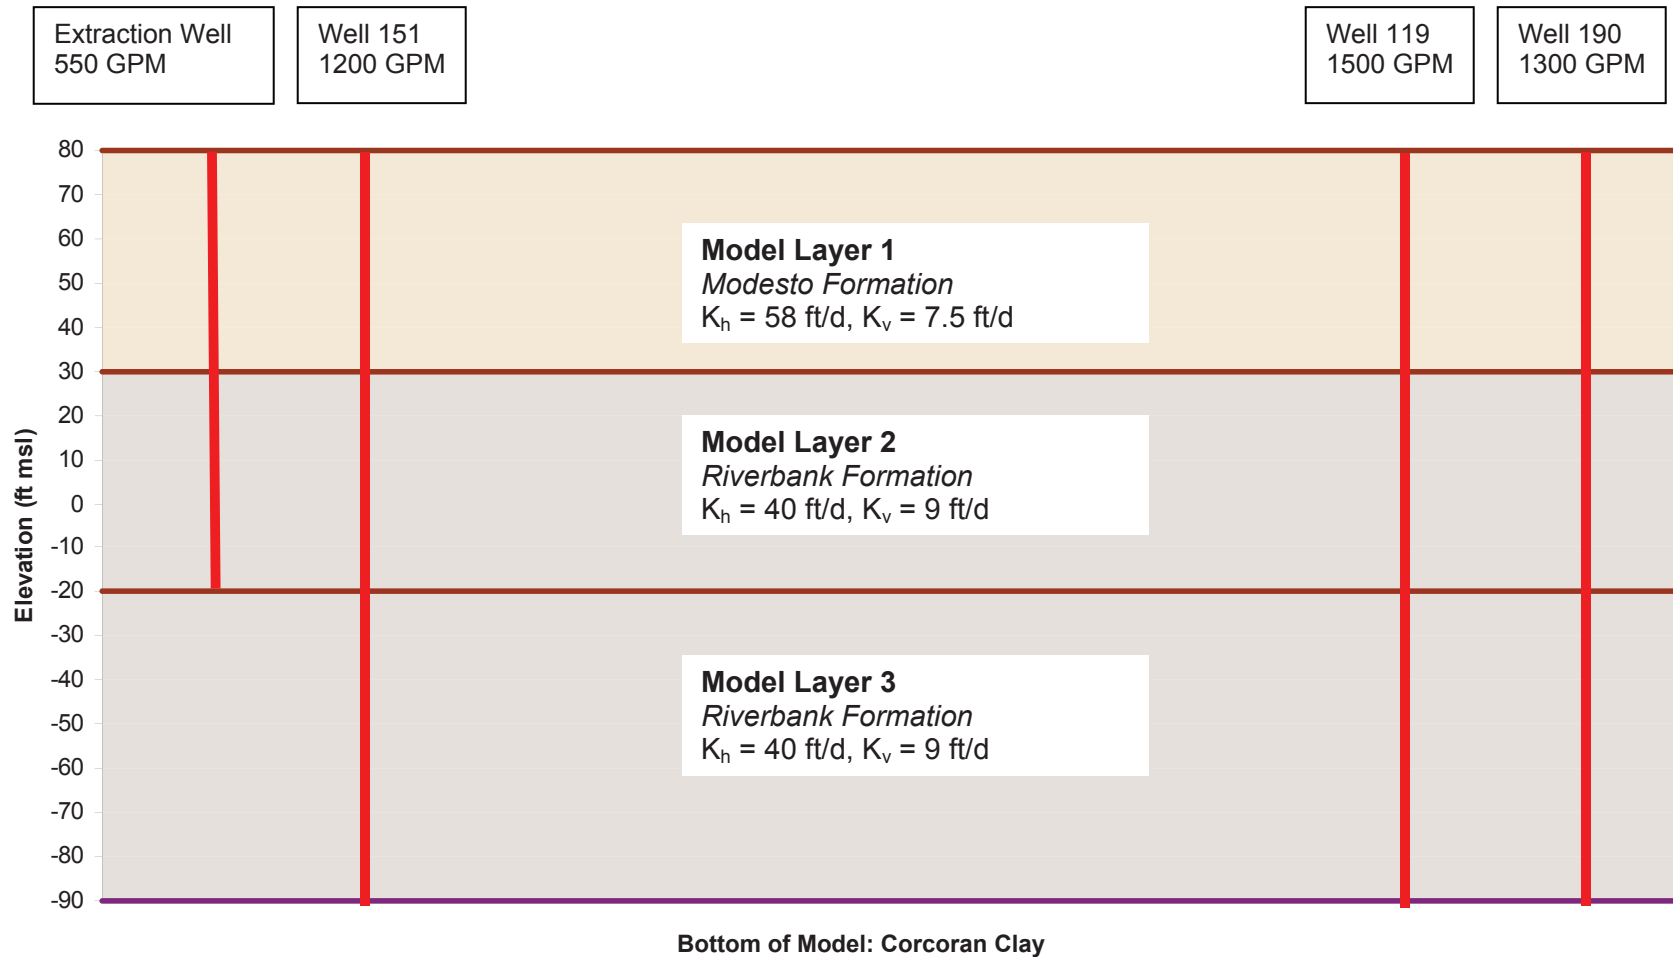 Extraction Well
550 GPM
Well 151
1200 GPM
Well 119
1500 GPM
Well 190
1300 GPM
80
70
60
50
40
30
20
10
0
-10
-20
-30
-40
-50
-60
-70
-80
-90
Elevation (ft msl)
Model Layer 1
Modesto Formation
Kh = 58 ft/d, Kv = 7.5 ft/d
Model Layer 2
Riverbank Formation
Kh = 40 ft/d, Kv = 9 ft/d
Model Layer 3
Riverbank Formation
Kh = 40 ft/d, Kv = 9 ft/d
Bottom of Model: Corcoran Clay